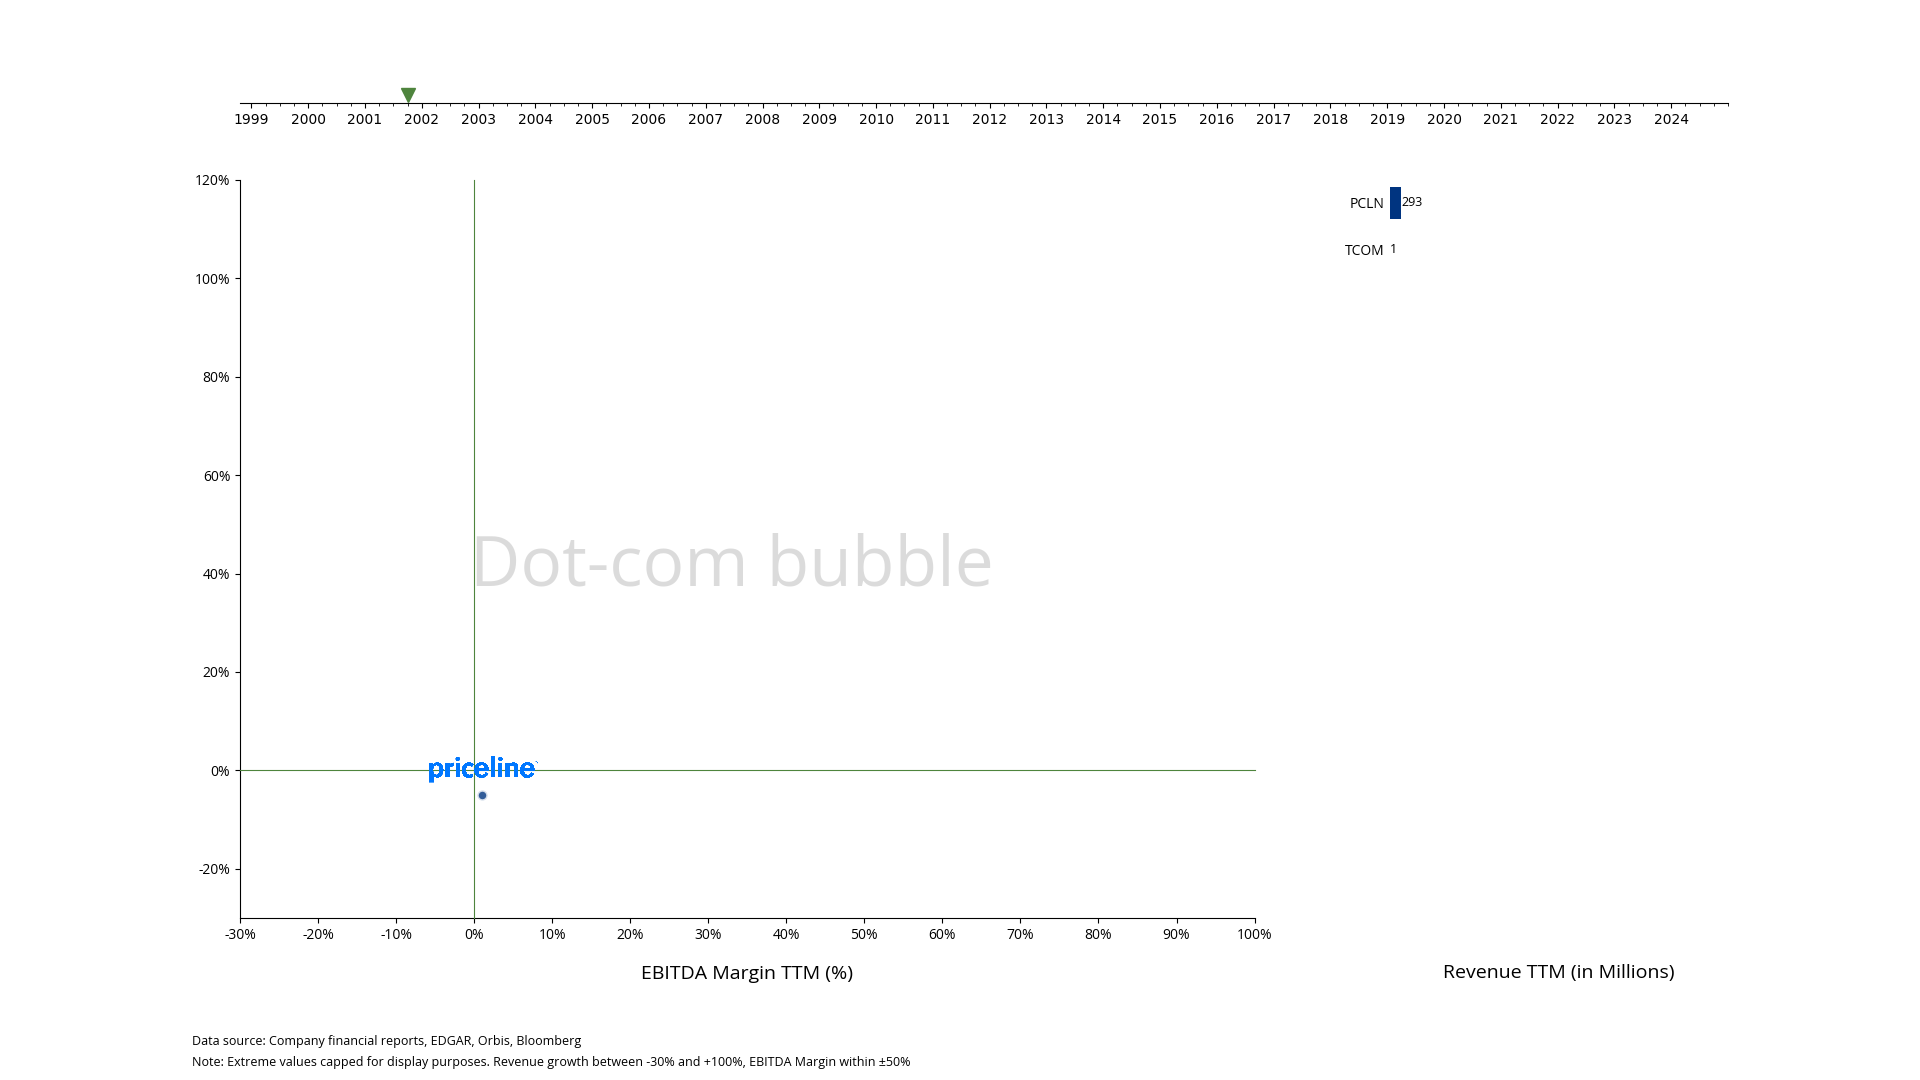 1999 2000 2001 2002 2003 2004 2005 2006 2007 2008 2009 2010 2011 2012 2013 2014 2015 2016 2017 2018 2019 2020 2021 2022 2023 2024
120%
100%
80%
60%
40%
20%
0%
-20%
Dot-com bubble
priceline
-30% -20% -10% 0% 10% 20% 30% 40% 50% 60% 70% 80% 90% 100%
EBITDA Margin TTM (%)
PCLN 293
TCOM 1
Revenue TTM (in Millions)
Data source: Company financial reports, EDGAR, Orbis, Bloomberg
Note: Extreme values capped for display purposes. Revenue growth between -30% and +100%, EBITDA Margin within ±50%